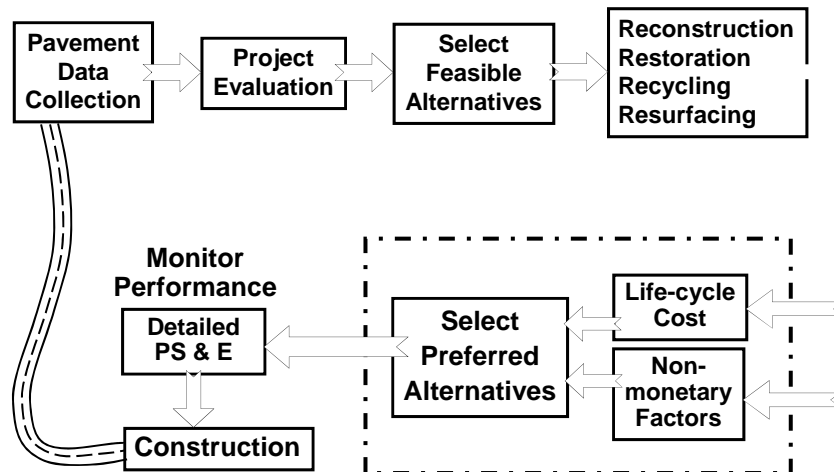 Pavement
Data
Collection
Project
Evaluation
Select
Feasible
Alternatives
Reconstruction
Restoration
Recycling
Resurfacing
Monitor
Performance
Detailed
PS & E
Construction
Select
Preferred
Alternatives
Life-cycle
Cost
Non-
monetary
Factors